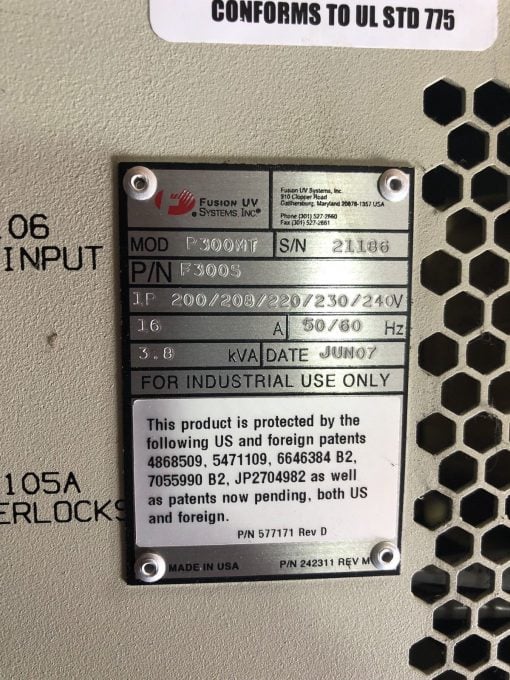 CONFORMS TO UL STD 775
106
INPUT
105A
ERLOCKS
FUSION UV
SYSTEMS, INC
Fusion UV Systems, Inc.
910 Clopper Road
Gaithersburg, Maryland 20878-1357 USA
Phone (301) 527-2660
Fax (301) 527-2661
MOD P300MT S/N 21186
P/N F300S
1P 200/208/220/230/240V
16 A 50/60 Hz
3.8 kVA DATE JUN07
FOR INDUSTRIAL USE ONLY
This product is protected by the
following US and foreign patents
4868509, 5471109, 6646384 B2,
7055990 B2, JP2704982 as well
as patents now pending, both US
and foreign.
P/N 577171 Rev D
MADE IN USA P/N 242311 REV M